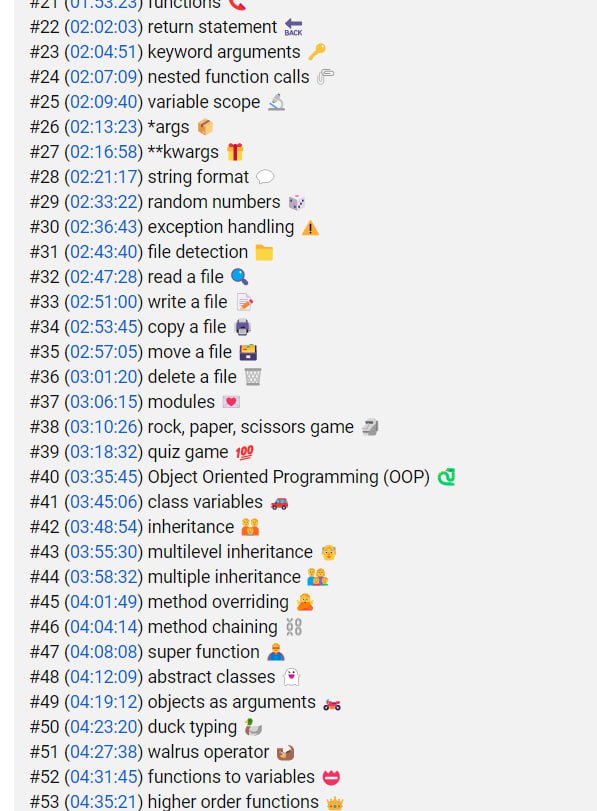 #21 (01:53:23) functions 📞
#22 (02:02:03) return statement 🔙
#23 (02:04:51) keyword arguments 🔑
#24 (02:07:09) nested function calls 📎
#25 (02:09:40) variable scope 🔬
#26 (02:13:23) *args 📦
#27 (02:16:58) **kwargs 🎁
#28 (02:21:17) string format 💬
#29 (02:33:22) random numbers 🎲
#30 (02:36:43) exception handling ⚠️
#31 (02:43:40) file detection 📁
#32 (02:47:28) read a file 🔍
#33 (02:51:00) write a file 📝
#34 (02:53:45) copy a file 🖨️
#35 (02:57:05) move a file 🗃️
#36 (03:01:20) delete a file 🗑️
#37 (03:06:15) modules 💌
#38 (03:10:26) rock, paper, scissors game 🗿
#39 (03:18:32) quiz game 💯
#40 (03:35:45) Object Oriented Programming (OOP) 🐉
#41 (03:45:06) class variables 🚗
#42 (03:48:54) inheritance 👪
#43 (03:55:30) multilevel inheritance 👴
#44 (03:58:32) multiple inheritance 👫
#45 (04:01:49) method overriding 🙅
#46 (04:04:14) method chaining ⛓️
#47 (04:08:08) super function 🦸
#48 (04:12:09) abstract classes 👻
#49 (04:19:12) objects as arguments 🏍️
#50 (04:23:20) duck typing 🦆
#51 (04:27:38) walrus operator 🦦
#52 (04:31:45) functions to variables 📛
#53 (04:35:21) higher order functions 👑